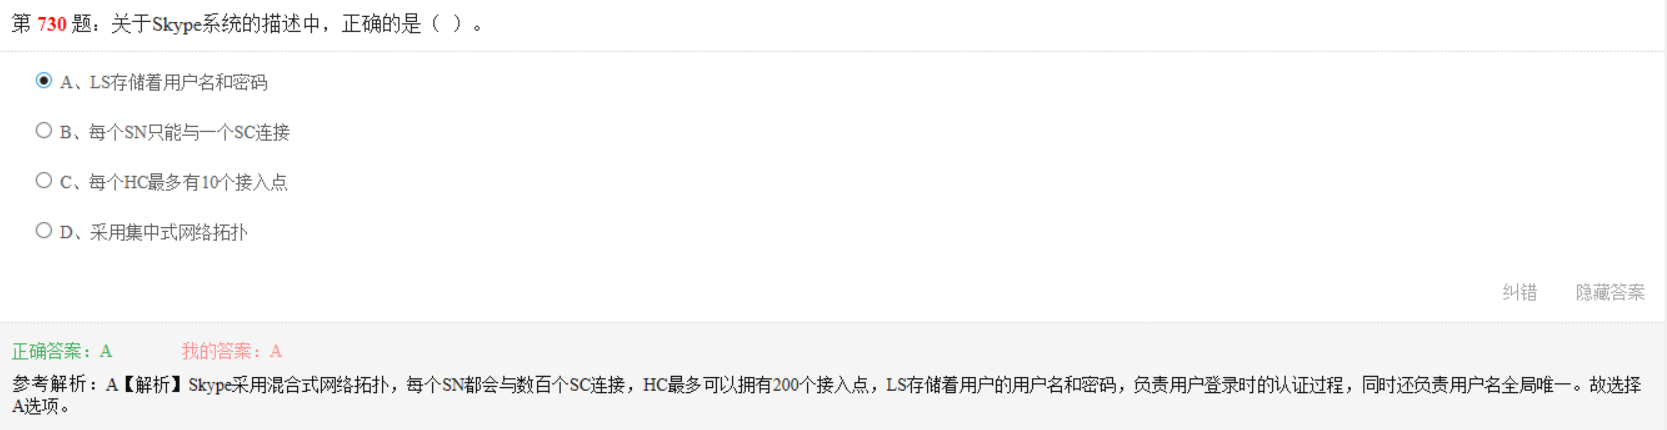 第 730 题：关于Skype系统的描述中，正确的是（ ）。
A、LS存储着用户名和密码
B、每个SN只能与一个SC连接
C、每个HC最多有10个接入点
D、采用集中式网络拓扑
纠错 隐藏答案
正确答案：A 我的答案：A
参考解析：A【解析】Skype采用混合式网络拓扑，每个SN都会与数百个SC连接，HC最多可以拥有200个接入点，LS存储着用户的用户名和密码，负责用户登录时的认证过程，同时还负责用户名全局唯一。故选择
A选项。